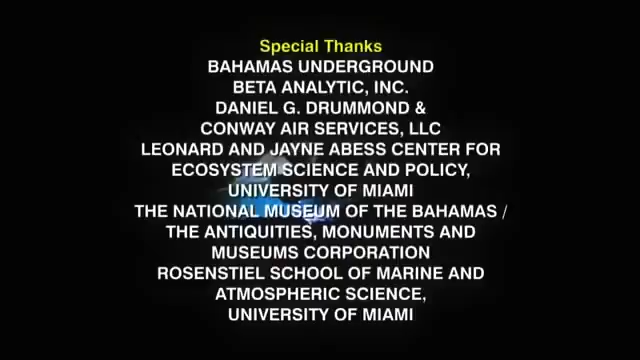 Special Thanks
BAHAMAS UNDERGROUND
BETA ANALYTIC, INC.
DANIEL G. DRUMMOND &
CONWAY AIR SERVICES, LLC
LEONARD AND JAYNE ABESS CENTER FOR
ECOSYSTEM SCIENCE AND POLICY,
UNIVERSITY OF MIAMI
THE NATIONAL MUSEUM OF THE BAHAMAS /
THE ANTIQUITIES, MONUMENTS AND
MUSEUMS CORPORATION
ROSENSTIEL SCHOOL OF MARINE AND
ATMOSPHERIC SCIENCE,
UNIVERSITY OF MIAMI